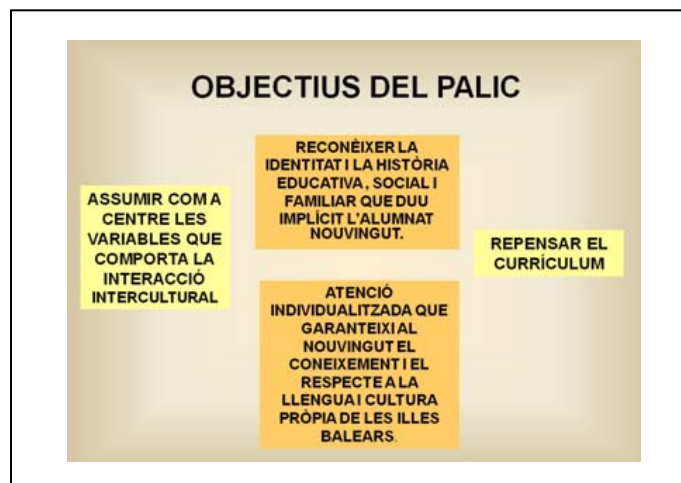 OBJECTIUS DEL PALIC
ASSUMIR COM A
CENTRE LES
VARIABLES QUE
COMPORTA LA
INTERACCIÓ
INTERCULTURAL
RECONÈIXER LA
IDENTITAT I LA HISTÒRIA
EDUCATIVA, SOCIAL I
FAMILIAR QUE DUU
IMPLÍCIT L'ALUMNAT
NOUVINGUT.
ATENCIÓ
INDIVIDUALITZADA QUE
GARANTEIXI AL
NOUVINGUT EL
CONEIXEMENT I EL
RESPECTE A LA
LLENGUA I CULTURA
PRÒPIA DE LES ILLES
BALEARS.
REPENSAR EL
CURRÍCULUM